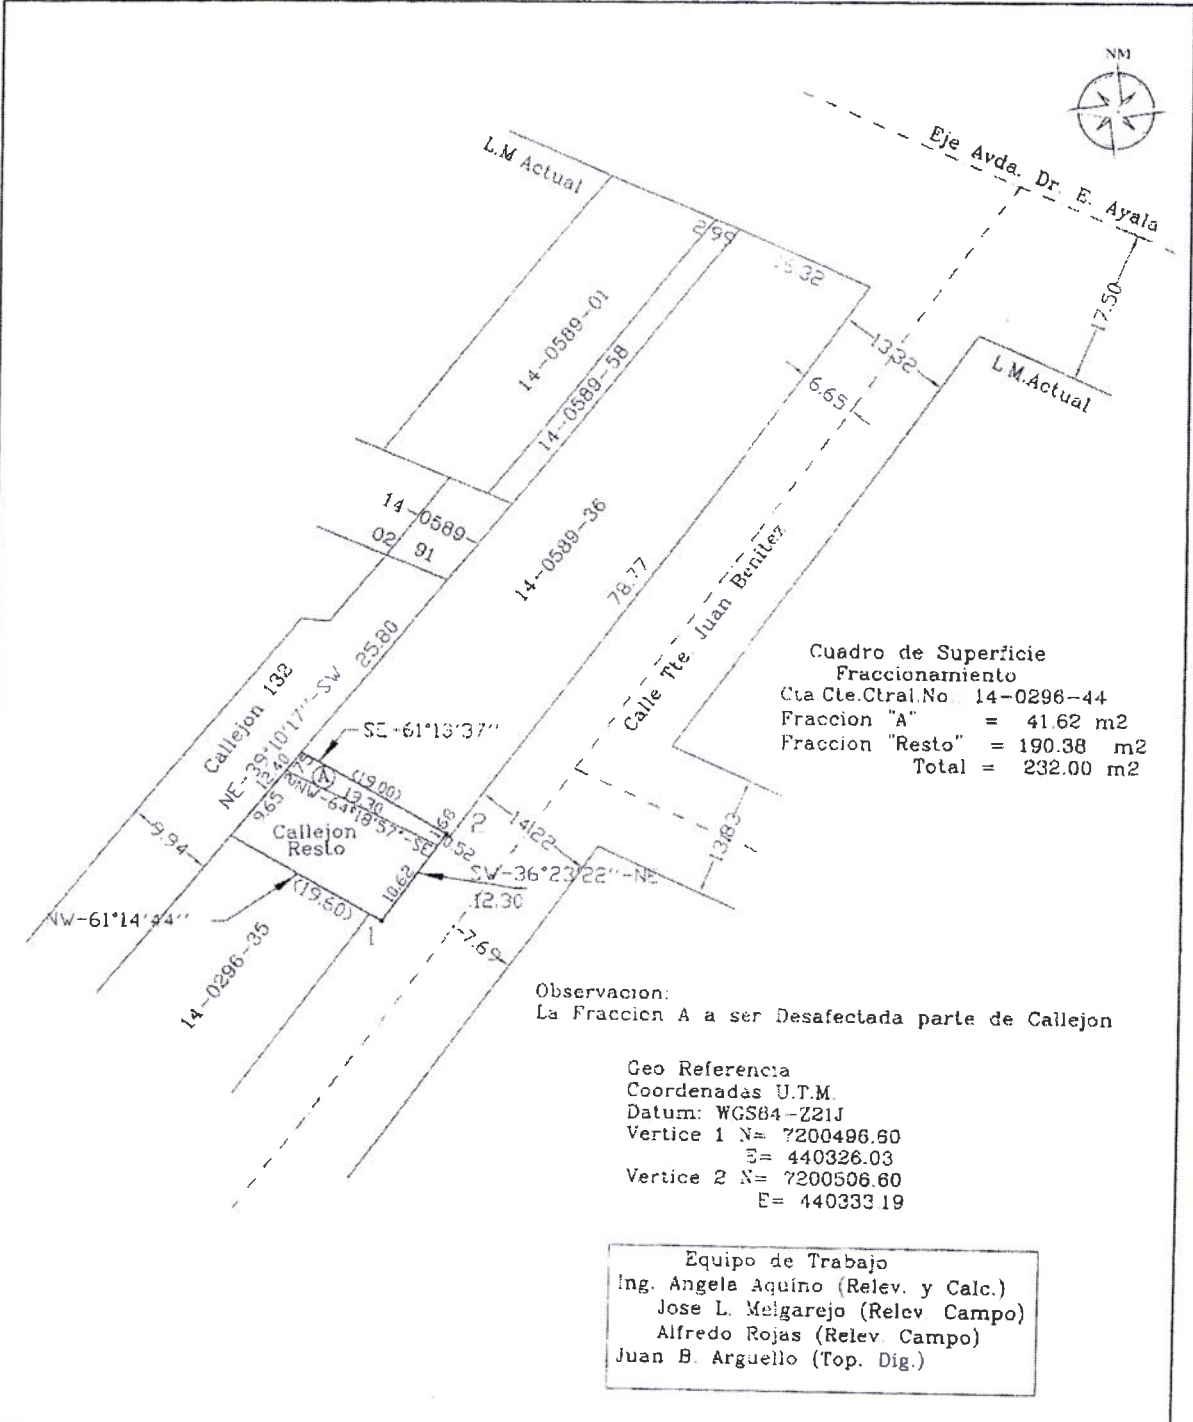 NM
Eje Avda. Dr. E. Ayala
L.M Actual
2.99
15.32
17.50
13.32
L.M.Actual
6.65
14-0589-01
14-0589-58
14-0589-
02 91
14-0589-36
78.77
Calle Tte. Juan Benitez
Callejon 132
NE-39°10'17''-SW 25.80
Cuadro de Superficie
Fraccionamiento
Cta Cte.Ctral.No. 14-0296-44
Fraccion "A" = 41.62 m2
Fraccion "Resto" = 190.38 m2
Total = 232.00 m2
SE-61°13'37''
12.40
A
(19.00)
19.30
NW-64°18'57''-SE
9.65
1.68
2
Callejon
Resto
10.52
14.22
13.83
9.94
SW-36°23'22''-NE
12.30
10.62
(19.60)
NW-61°14'44''
1
7.69
14-0296-35
Observacion:
La Fraccion A a ser Desafectada parte de Callejon
Geo Referencia
Coordenadas U.T.M.
Datum: WGS84-Z21J
Vertice 1 N= 7200496.60
E= 440326.03
Vertice 2 N= 7200506.60
E= 440333.19
Equipo de Trabajo
Ing. Angela Aquino (Relev. y Calc.)
Jose L. Melgarejo (Relev. Campo)
Alfredo Rojas (Relev. Campo)
Juan B. Arguello (Top. Dig.)